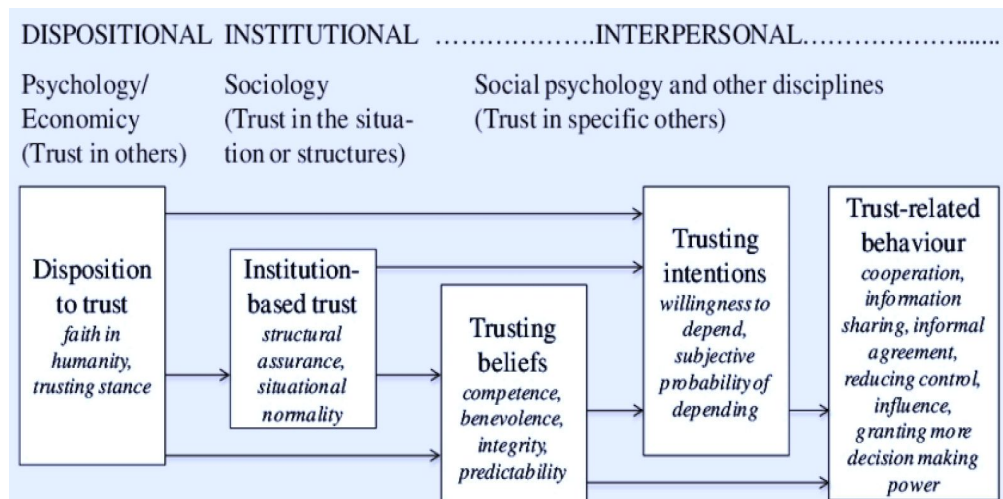 DISPOSITIONAL INSTITUTIONAL ....................INTERPERSONAL..........................
Psychology/
Economicy
(Trust in others)
Sociology
(Trust in the situa-
tion or structures)
Social psychology and other disciplines
(Trust in specific others)
Disposition
to trust
faith in
humanity,
trusting stance
Institution-
based trust
structural
assurance,
situational
normality
Trusting
beliefs
competence,
benevolence,
integrity,
predictability
Trusting
intentions
willingness to
depend,
subjective
probability of
depending
Trust-related
behaviour
cooperation,
information
sharing, informal
agreement,
reducing control,
influence,
granting more
decision making
power